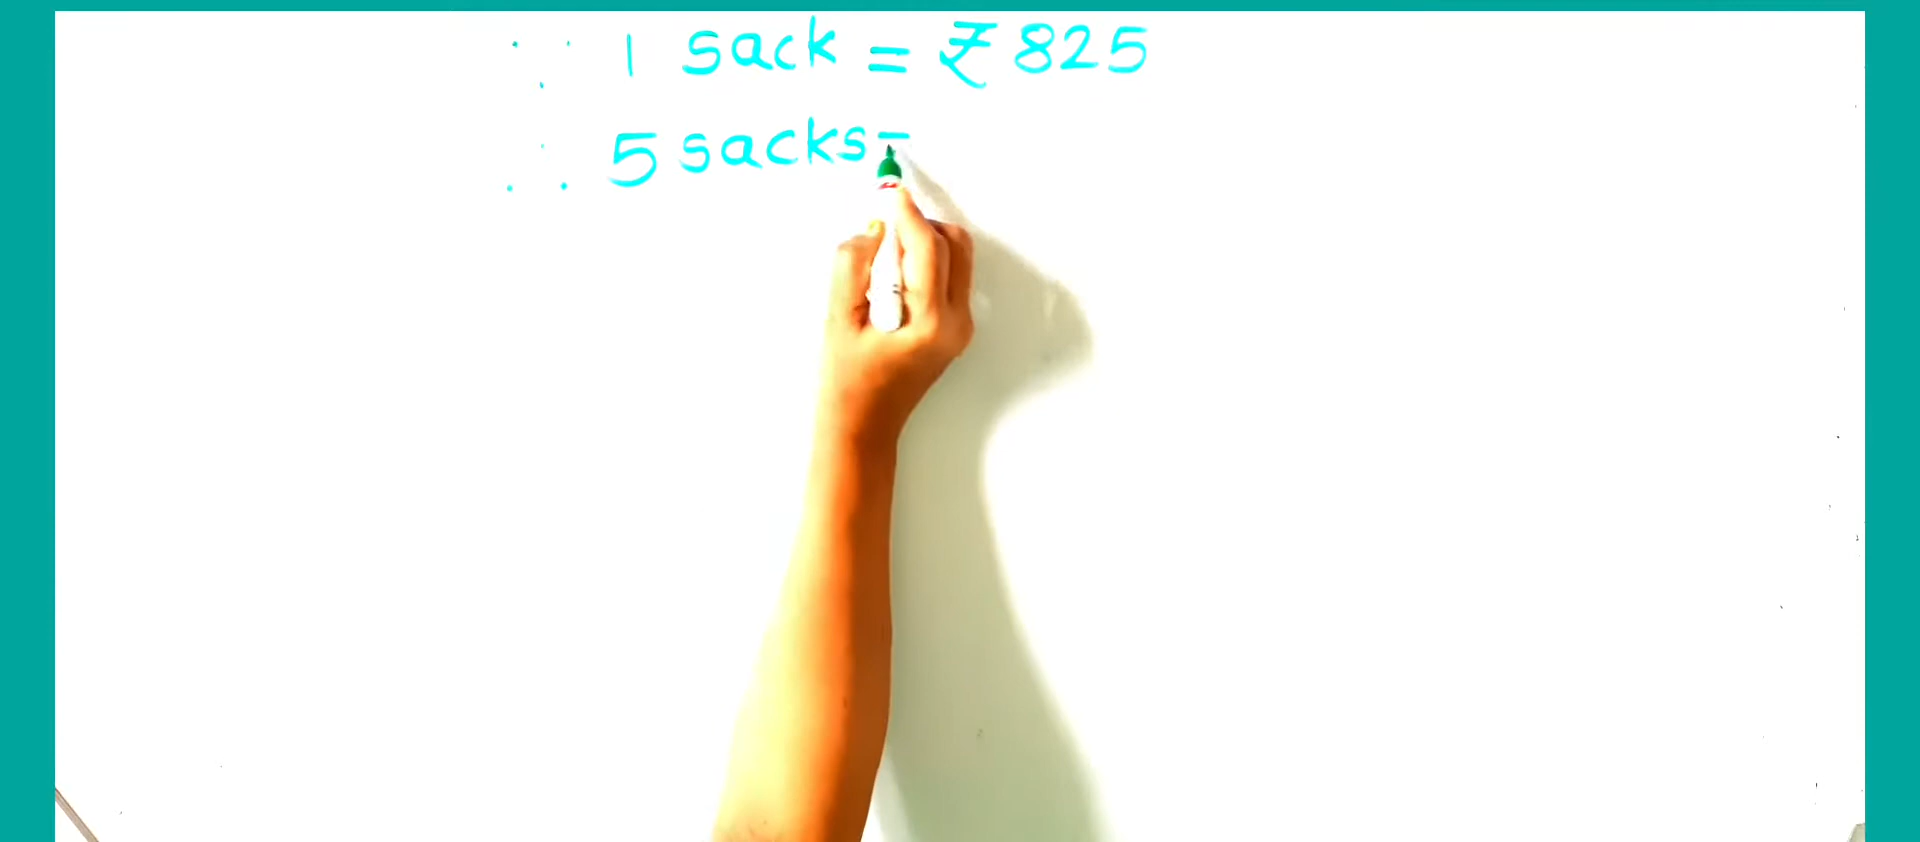 ∵ 1 sack = ₹825
∴ 5 sacks=